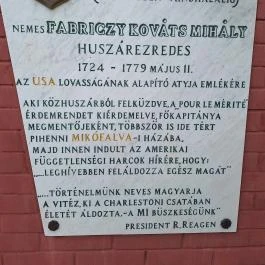 NEMES FABRICZY KOVÁTS MIHÁLY
HUSZÁREZREDES
1724 - 1779 MÁJUS 11.
AZ USA LOVASSÁGÁNAK ALAPÍTÓ ATYJA EMLÉKÉRE
AKI KÖZHUSZÁRBÓL FELKÜZDVE, A „POUR LE MÉRITÉ”
ÉRDEMRENDET KIÉRDEMELVE, FŐKAPITÁNYA
MEGMENTŐJEKÉNT, TÖBBSZÖR IS IDE TÉRT
PIHENNI MIKÓFALVA-I HÁZÁBA,
MAJD INNEN INDULT AZ AMERIKAI
FÜGGETLENSÉGI HARCOK HÍRÉRE, HOGY:
„...LEGHÍVEBBEN FELÁLDOZZA EGÉSZ MAGÁT”
„...TÖRTÉNELMÜNK NEVES MAGYARJA
A VITÉZ, KI A CHARLESTONI CSATÁBAN
ÉLETÉT ÁLDOZTA.-A MI BÜSZKESÉGÜNK”
PRESIDENT R. REAGEN